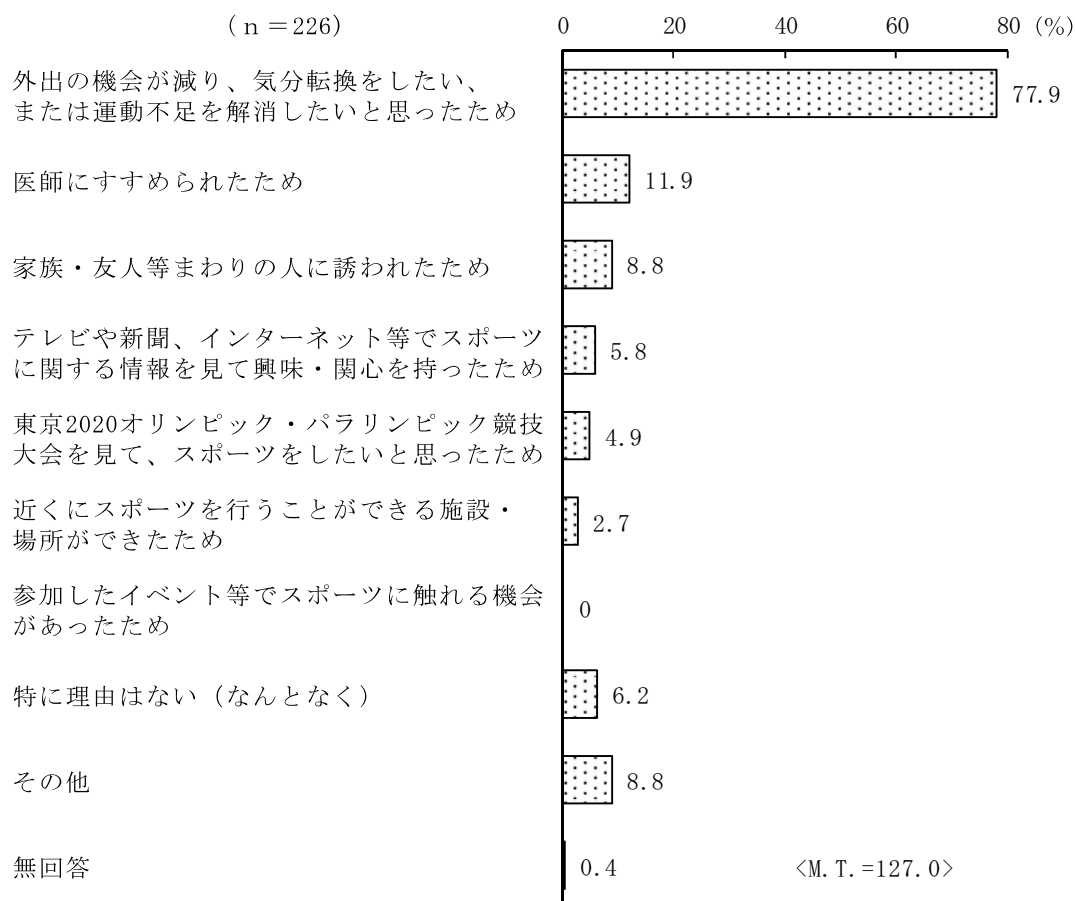 (n=226)
0 20 40 60 80 (%)
外出の機会が減り、気分転換をしたい、
または運動不足を解消したいと思ったため
77.9
医師にすすめられたため
11.9
家族・友人等まわりの人に誘われたため
8.8
テレビや新聞、インターネット等でスポーツ
に関する情報を見て興味・関心を持ったため
5.8
東京2020オリンピック・パラリンピック競技
大会を見て、スポーツをしたいと思ったため
4.9
近くにスポーツを行うことができる施設・
場所ができたため
2.7
参加したイベント等でスポーツに触れる機会
があったため
0
特に理由はない（なんとなく）
6.2
その他
8.8
無回答
0.4
<M.T.=127.0>